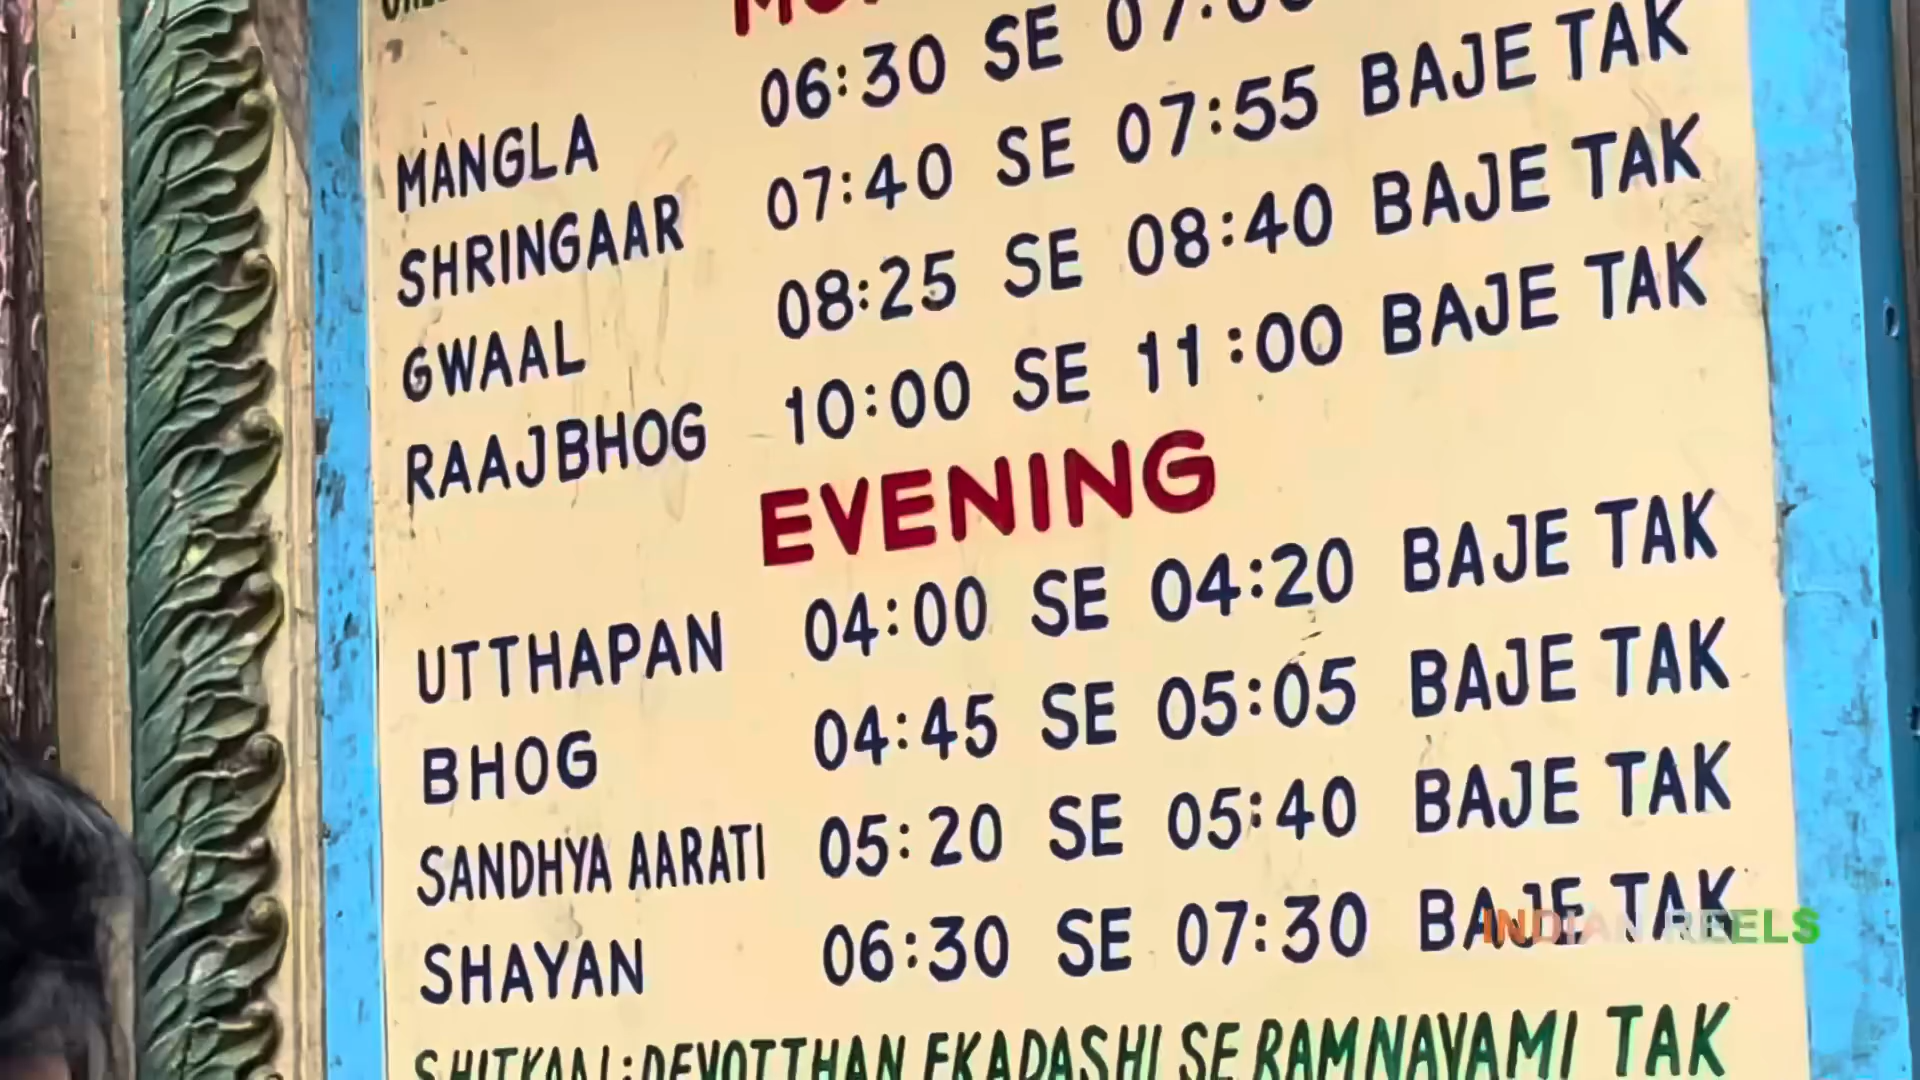 MANGLA 06:30 SE
SHRINGAAR 07:40 SE 07:55 BAJE TAK
GWAAL 08:25 SE 08:40 BAJE TAK
RAAJBHOG 10:00 SE 11:00 BAJE TAK
EVENING
UTTHAPAN 04:00 SE 04:20 BAJE TAK
BHOG 04:45 SE 05:05 BAJE TAK
SANDHYA AARATI 05:20 SE 05:40 BAJE TAK
SHAYAN 06:30 SE 07:30 BAJE TAK
INDIAN REELS
SHITKAAL: DEVOTTHAN EKADASHI SE RAMNAVAMI TAK